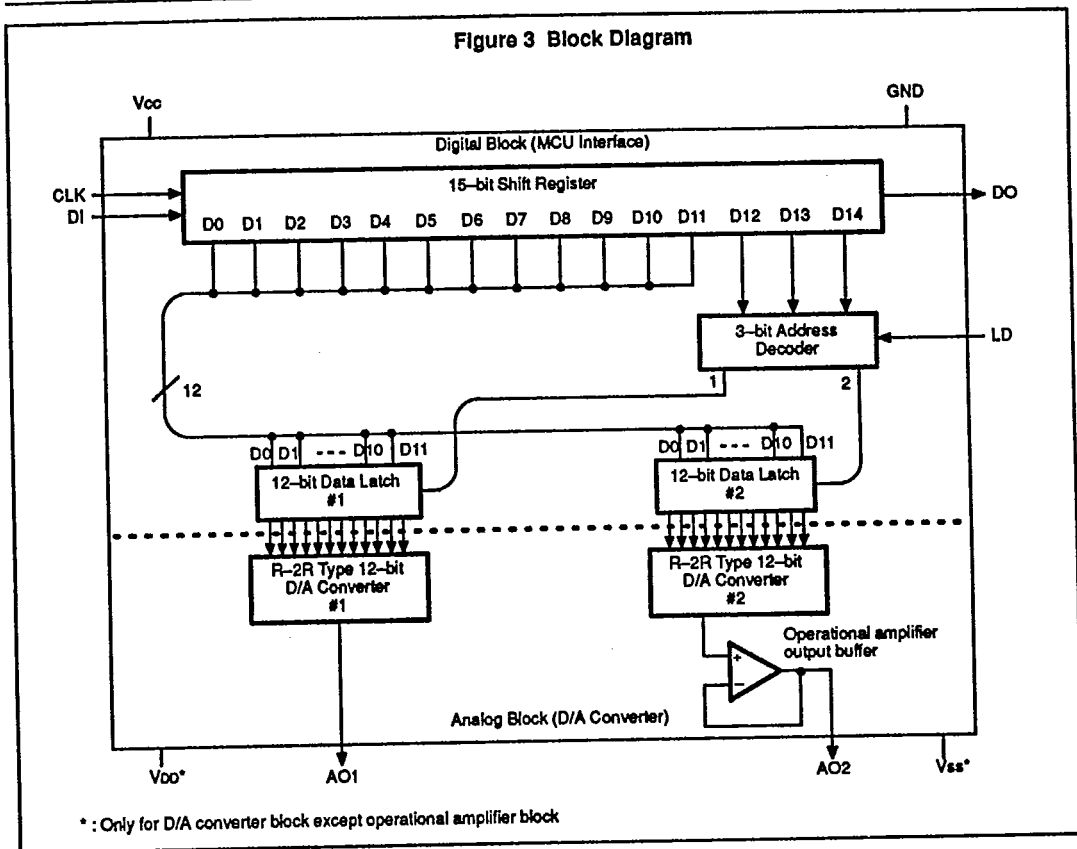 Figure 3 Block Diagram
Vcc
GND
Digital Block (MCU Interface)
15–bit Shift Register
CLK
DI
DO
D0 D1 D2 D3 D4 D5 D6 D7 D8 D9 D10 D11 D12 D13 D14
3–bit Address
Decoder
LD
1
2
12
D0 D1 --- D10 D11
D0 D1 --- D10 D11
12–bit Data Latch
#1
12–bit Data Latch
#2
R–2R Type 12–bit
D/A Converter
#1
R–2R Type 12–bit
D/A Converter
#2
Operational amplifier
output buffer
+
−
Analog Block (D/A Converter)
VDD*
AO1
AO2
Vss*
* : Only for D/A converter block except operational amplifier block